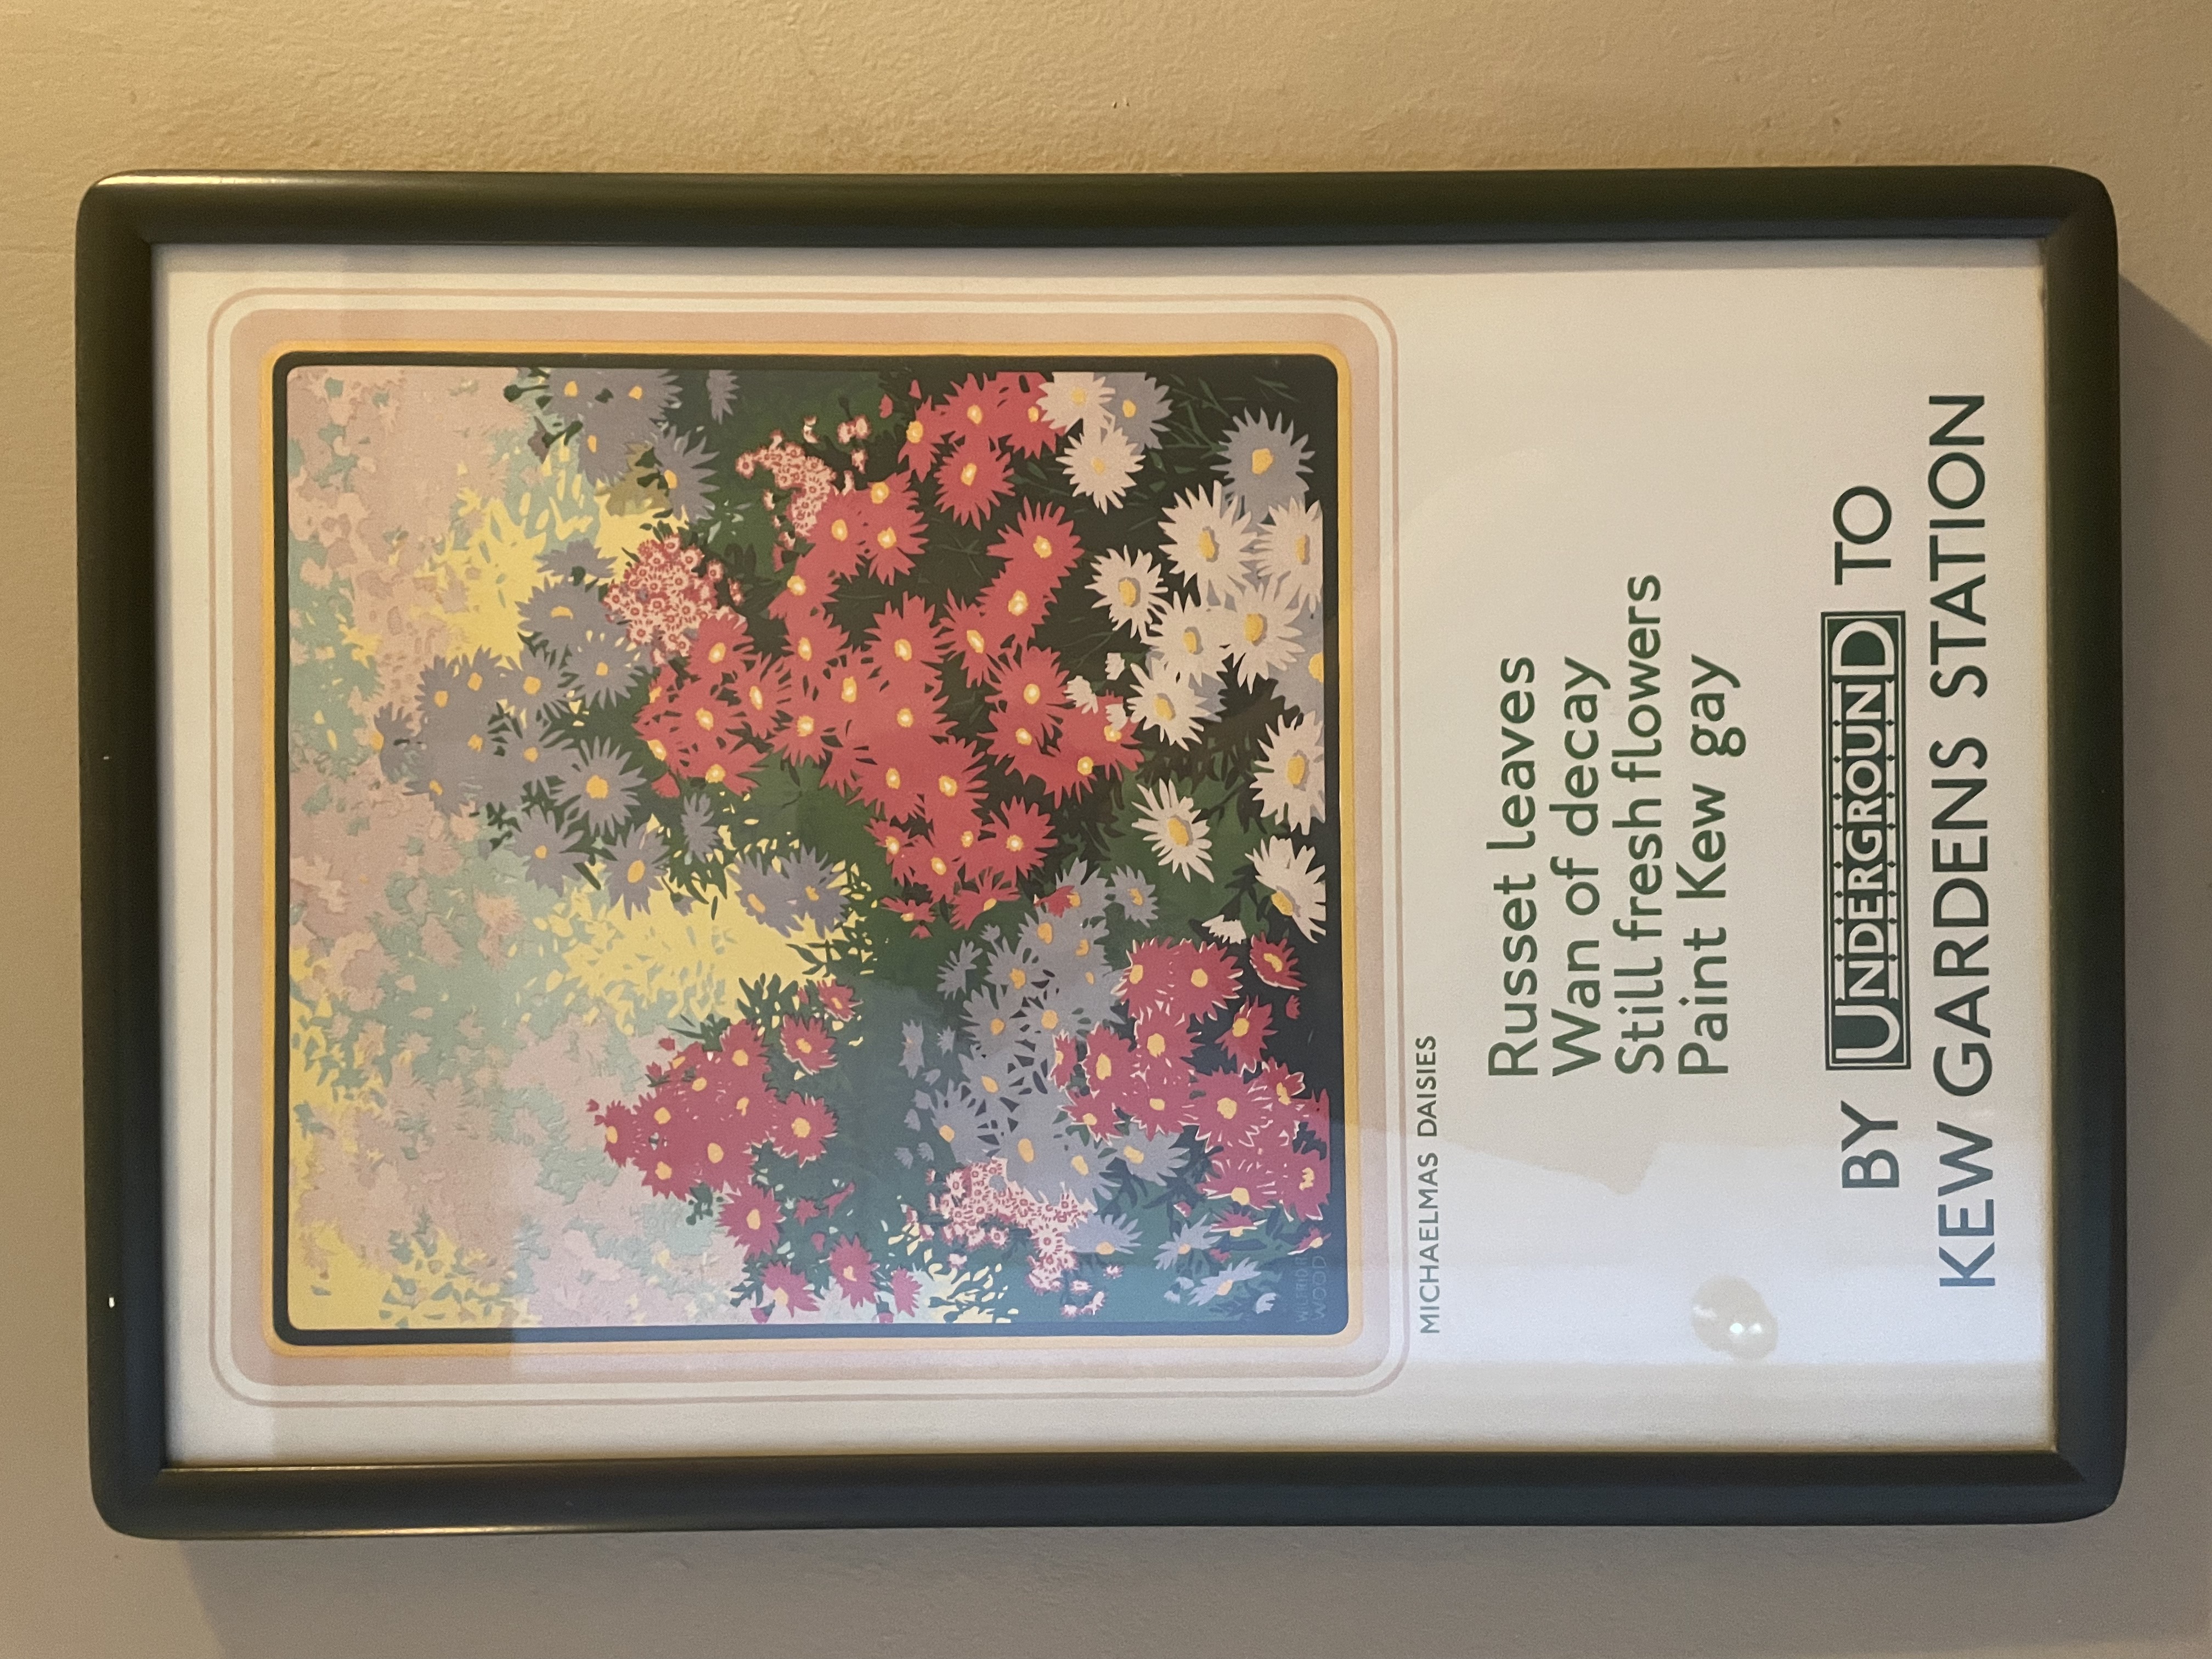 WILFRID R.
WOOD
MICHAELMAS DAISIES
Russet leaves
Wan of decay
Still fresh flowers
Paint Kew gay
BY UNDERGROUND TO
KEW GARDENS STATION